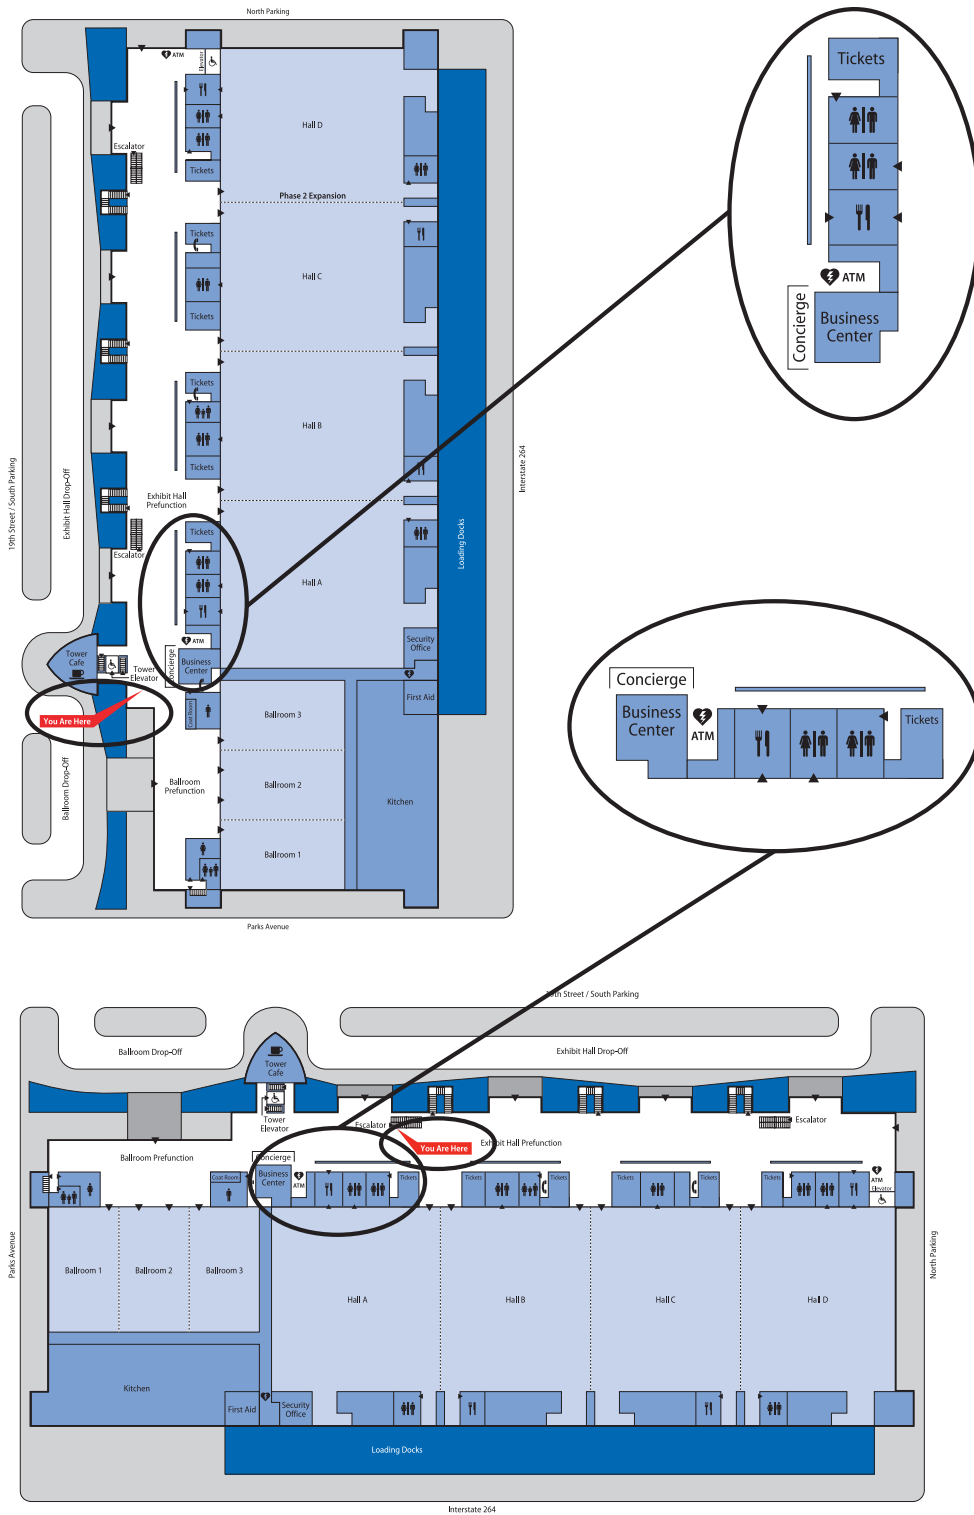 North Parking
ATM
Elevator
Hall D
Escalator
Tickets
Phase 2 Expansion
Tickets
Hall C
Tickets
Tickets
Hall B
Tickets
Exhibit Hall
Prefunction
Escalator
Tickets
Hall A
ATM
Concierge
Business
Center
Security
Office
First Aid
Tower
Cafe
Tower
Elevator
You Are Here
Coat Room
Ballroom 3
Ballroom
Prefunction
Ballroom 2
Kitchen
Ballroom 1
Parks Avenue
19th Street / South Parking
Exhibit Hall Drop-Off
Ballroom Drop-Off
Loading Docks
Interstate 264
Tickets
ATM
Concierge
Business
Center
Concierge
Business
Center
ATM
Tickets
19th Street / South Parking
Ballroom Drop-Off
Exhibit Hall Drop-Off
Tower
Cafe
Tower
Elevator
Escalator
You Are Here
Exhibit Hall Prefunction
Escalator
Ballroom Prefunction
Concierge
Coat Room
Business
Center
ATM
Tickets
Tickets
Tickets
Tickets
Tickets
Tickets
ATM
Elevator
Parks Avenue
North Parking
Ballroom 1
Ballroom 2
Ballroom 3
Hall A
Hall B
Hall C
Hall D
Kitchen
First Aid
Security
Office
Loading Docks
Interstate 264